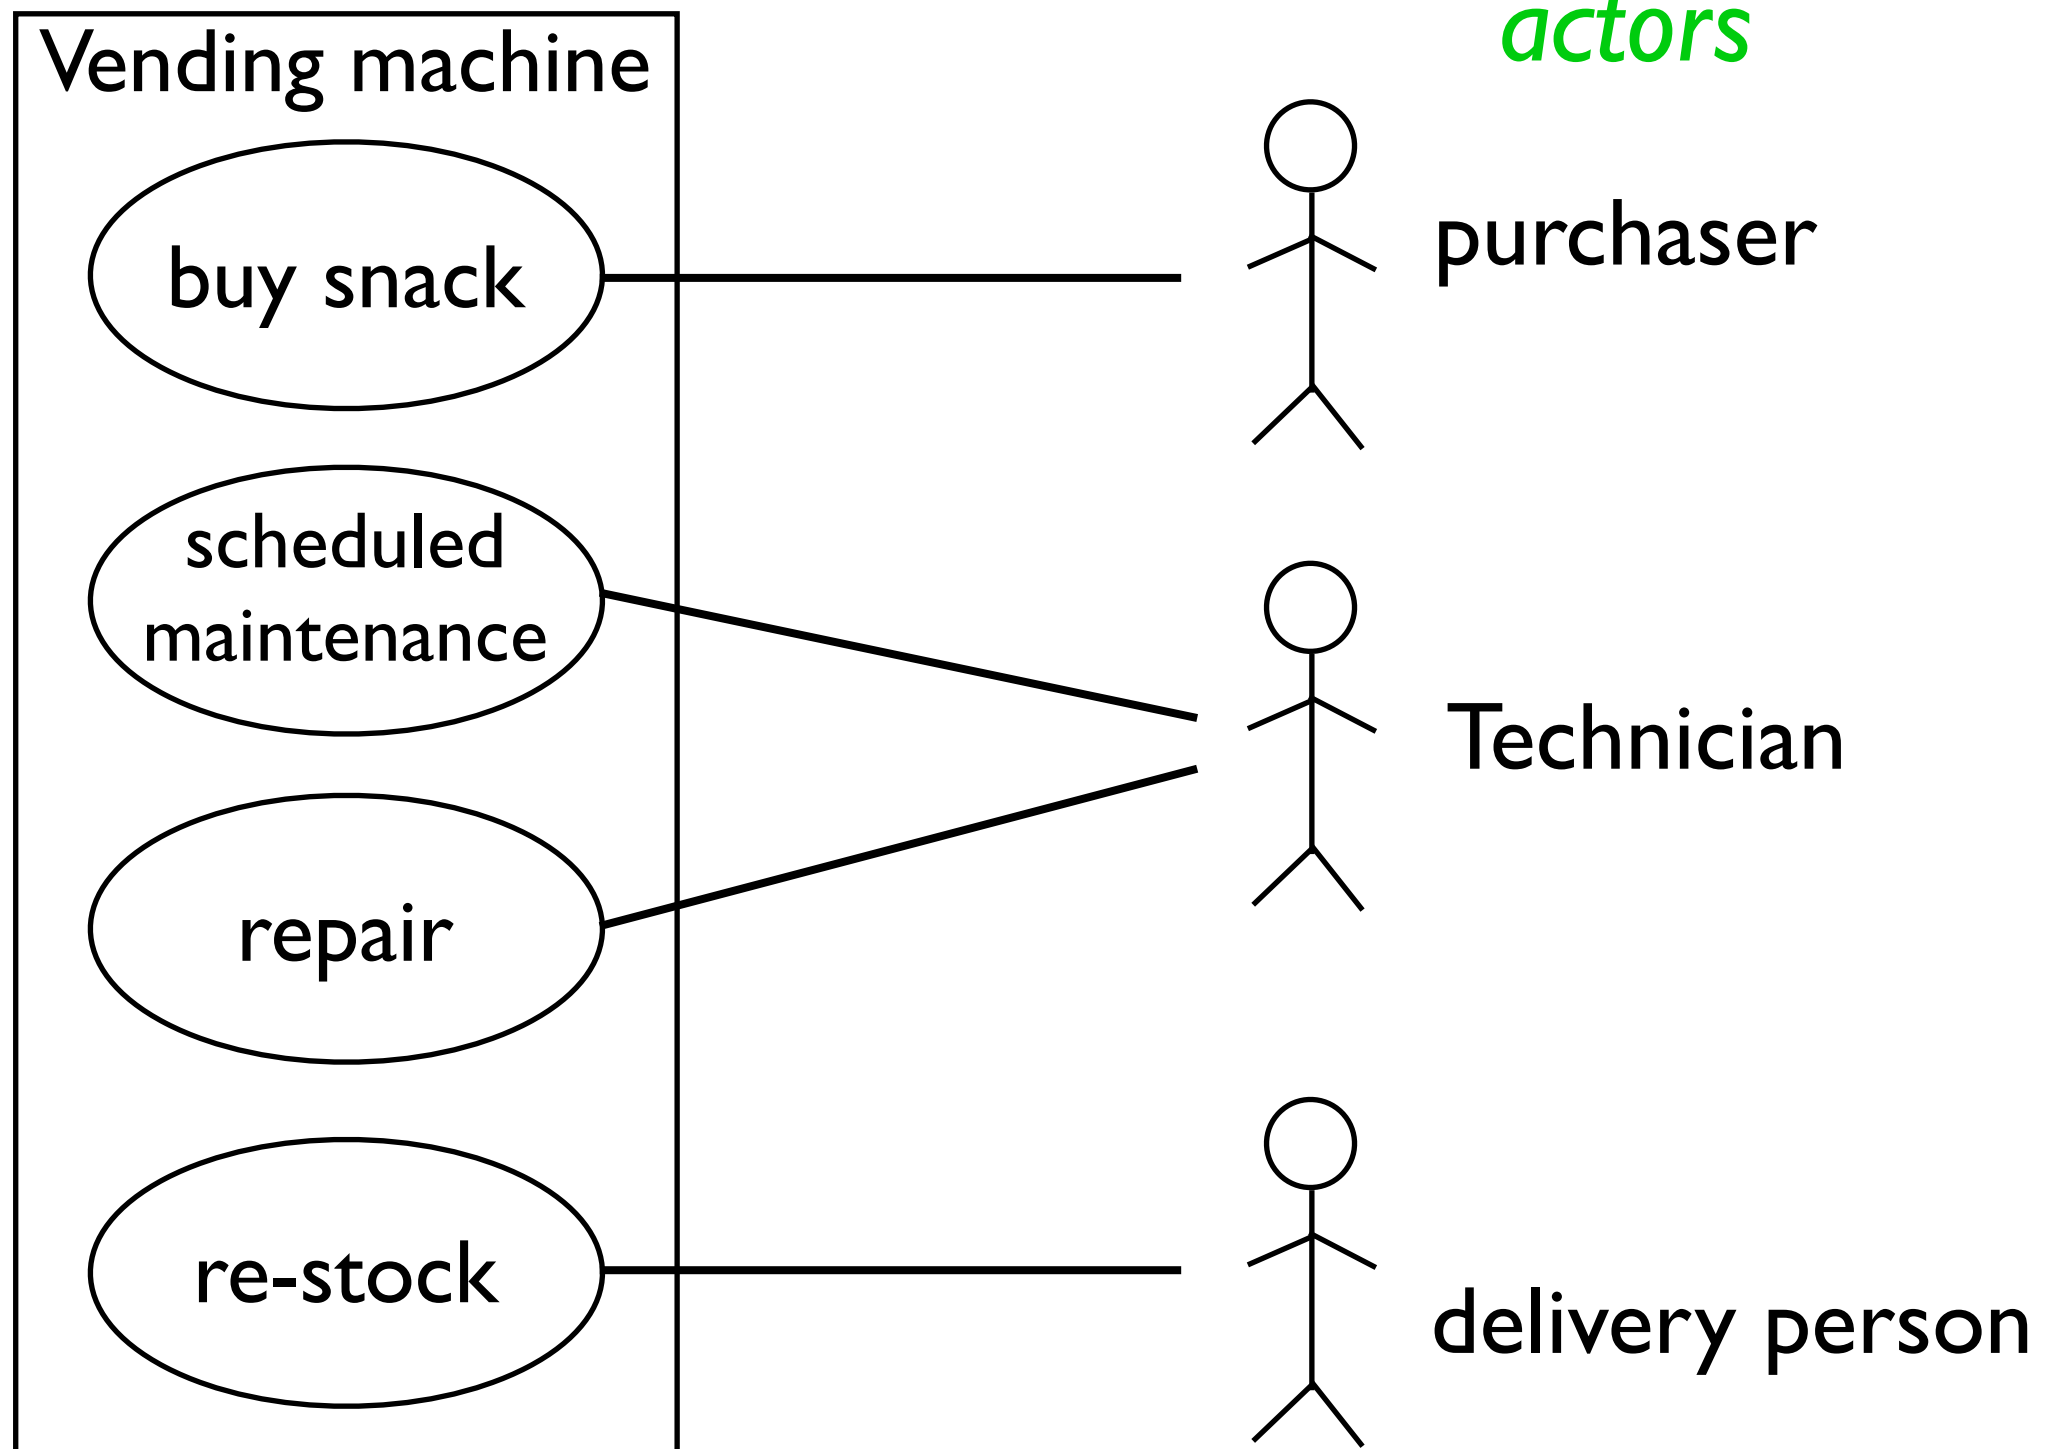 actors
Vending machine
buy snack
purchaser
scheduled
maintenance
Technician
repair
re-stock
delivery person